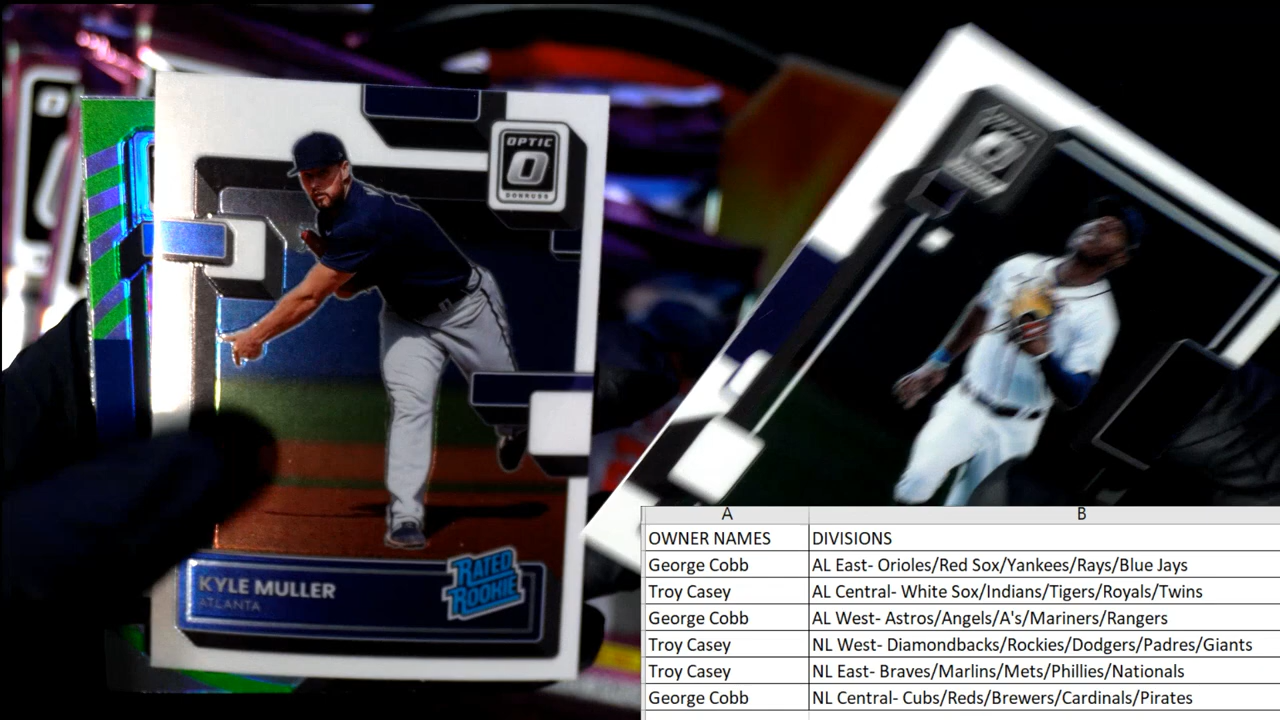 OPTIC
DONRUSS
KYLE MULLER
ATLANTA
RATED
ROOKIE
A B
OWNER NAMES DIVISIONS
George Cobb AL East- Orioles/Red Sox/Yankees/Rays/Blue Jays
Troy Casey AL Central- White Sox/Indians/Tigers/Royals/Twins
George Cobb AL West- Astros/Angels/A's/Mariners/Rangers
Troy Casey NL West- Diamondbacks/Rockies/Dodgers/Padres/Giants
Troy Casey NL East- Braves/Marlins/Mets/Phillies/Nationals
George Cobb NL Central- Cubs/Reds/Brewers/Cardinals/Pirates